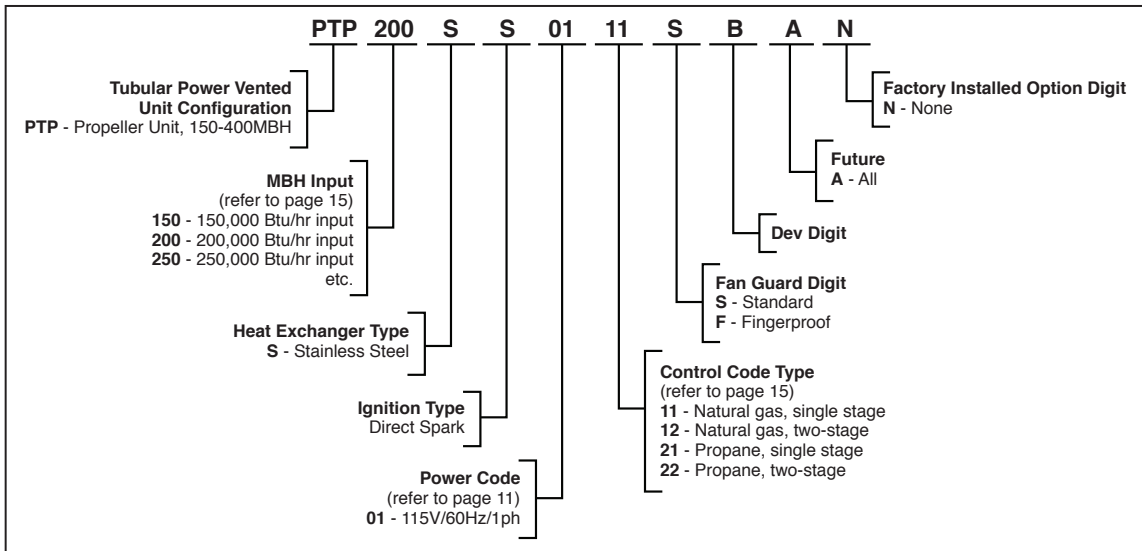 PTP 200 S S 01 11 S B A N
Tubular Power Vented
Unit Configuration
PTP - Propeller Unit, 150-400MBH
MBH Input
(refer to page 15)
150 - 150,000 Btu/hr input
200 - 200,000 Btu/hr input
250 - 250,000 Btu/hr input
etc.
Heat Exchanger Type
S - Stainless Steel
Ignition Type
Direct Spark
Power Code
(refer to page 11)
01 - 115V/60Hz/1ph
Factory Installed Option Digit
N - None
Future
A - All
Dev Digit
Fan Guard Digit
S - Standard
F - Fingerproof
Control Code Type
(refer to page 15)
11 - Natural gas, single stage
12 - Natural gas, two-stage
21 - Propane, single stage
22 - Propane, two-stage